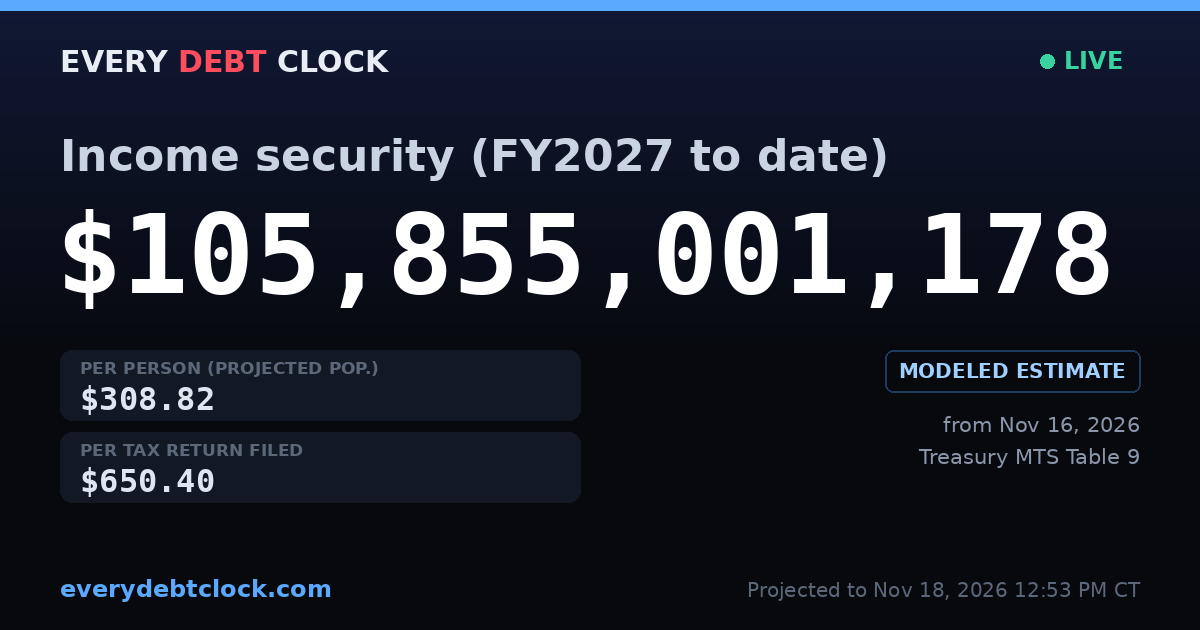 EVERY DEBT CLOCK
LIVE
Income security (FY2027 to date)
$105,855,001,178
PER PERSON (PROJECTED POP.)
$308.82
PER TAX RETURN FILED
$650.40
MODELED ESTIMATE
from Nov 16, 2026
Treasury MTS Table 9
everydebtclock.com
Projected to Nov 18, 2026 12:53 PM CT